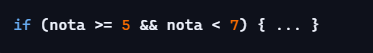 if (nota >= 5 && nota < 7) { ... }